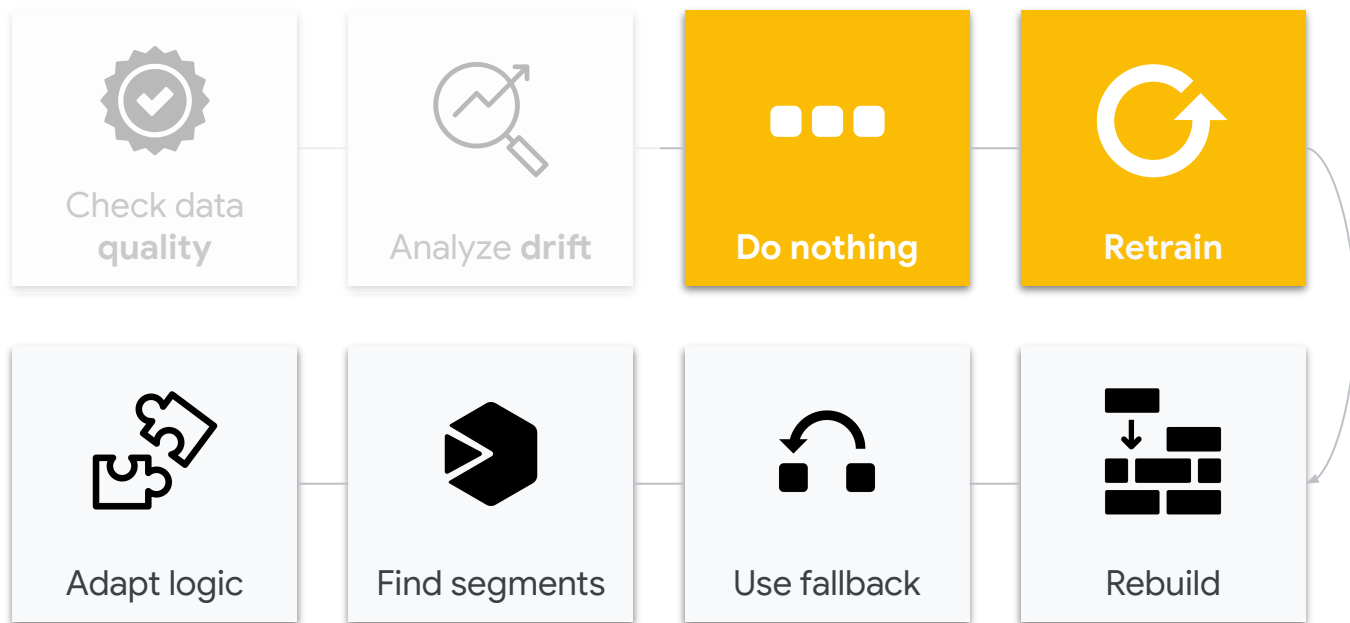 Check data
quality
Analyze drift
Do nothing
Retrain
Adapt logic
Find segments
Use fallback
Rebuild